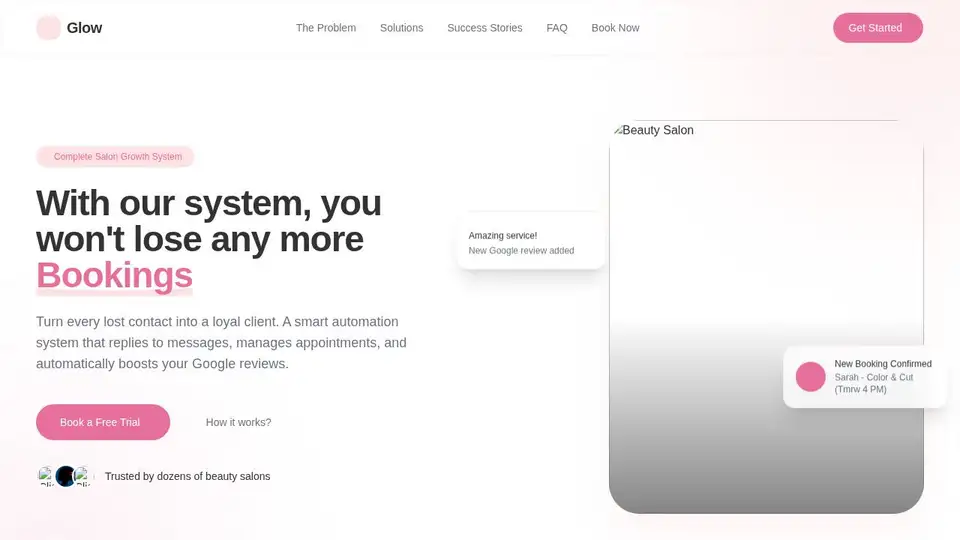 Glow
The Problem
Solutions
Success Stories
FAQ
Book Now
Get Started
Complete Salon Growth System
With our system, you
won't lose any more
Bookings
Turn every lost contact into a loyal client. A smart automation
system that replies to messages, manages appointments, and
automatically boosts your Google reviews.
Book a Free Trial
How it works?
Trusted by dozens of beauty salons
Beauty Salon
Amazing service!
New Google review added
New Booking Confirmed
Sarah - Color & Cut
(Tmrw 4 PM)